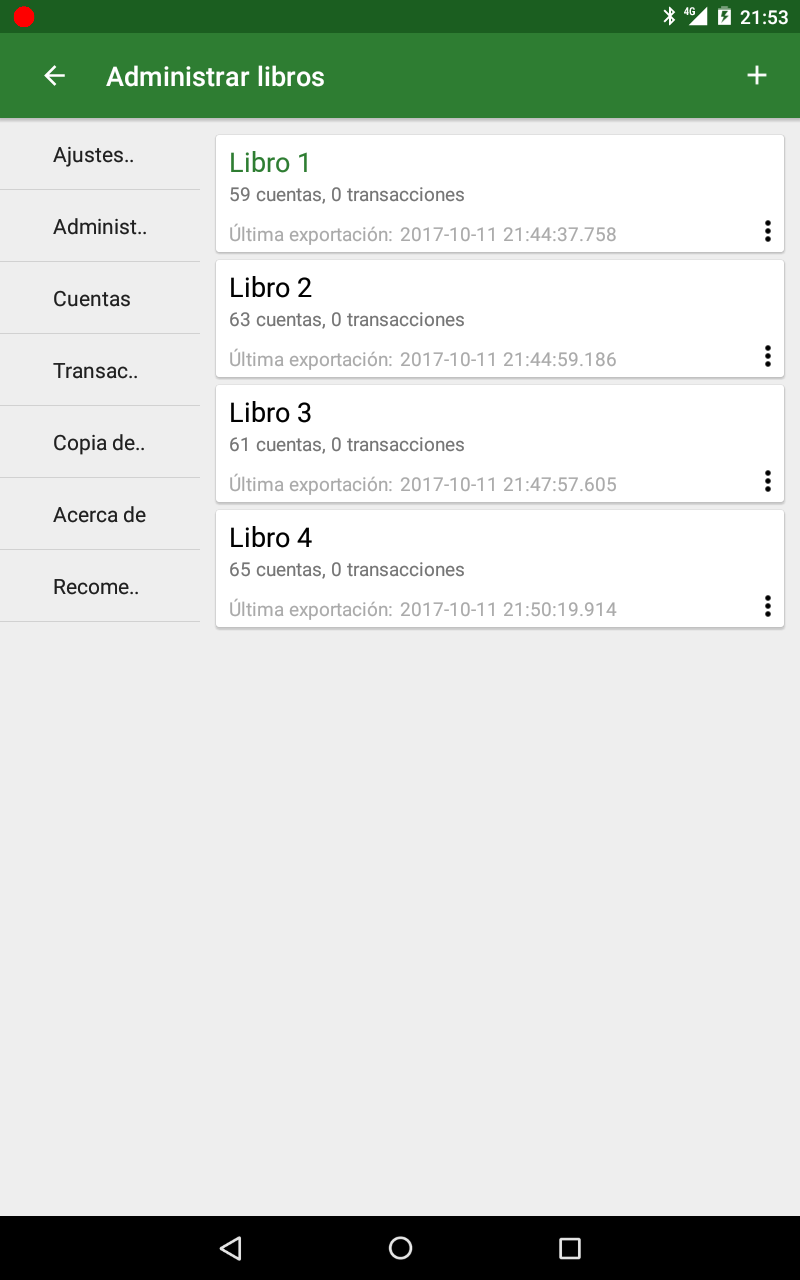 4G 21:53
Administrar libros
Ajustes..
Administ..
Cuentas
Transac..
Copia de..
Acerca de
Recome..
Libro 1
59 cuentas, 0 transacciones
Última exportación: 2017-10-11 21:44:37.758
Libro 2
63 cuentas, 0 transacciones
Última exportación: 2017-10-11 21:44:59.186
Libro 3
61 cuentas, 0 transacciones
Última exportación: 2017-10-11 21:47:57.605
Libro 4
65 cuentas, 0 transacciones
Última exportación: 2017-10-11 21:50:19.914